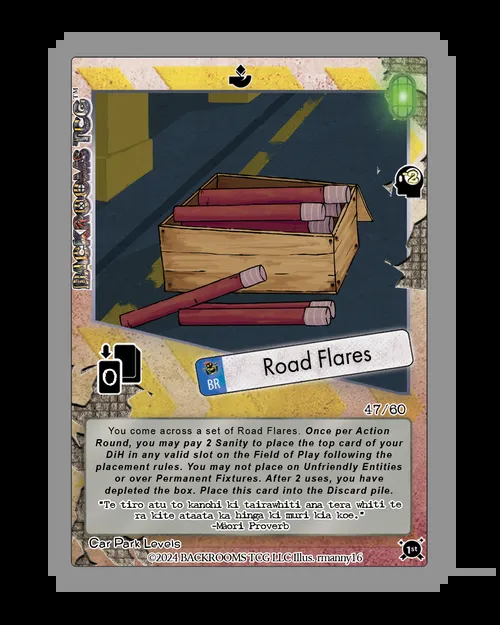 BACKROOMS TCG™
2
0
BR
Road Flares
47/60
You come across a set of Road Flares. Once per Action
Round, you may pay 2 Sanity to place the top card of your
DiH in any valid slot on the Field of Play following the
placement rules. You may not place on Unfriendly Entities
or over Permanent Fixtures. After 2 uses, you have
depleted the box. Place this card into the Discard pile.
"Te tiro atu to kanohi ki tairawhiti ana tera whiti te
ra kite ataata ka hinga ki muri kia koe."
-Māori Proverb
Car Park Levels
1st
©2024 BACKROOMS TCG LLC Illus. rmanny16